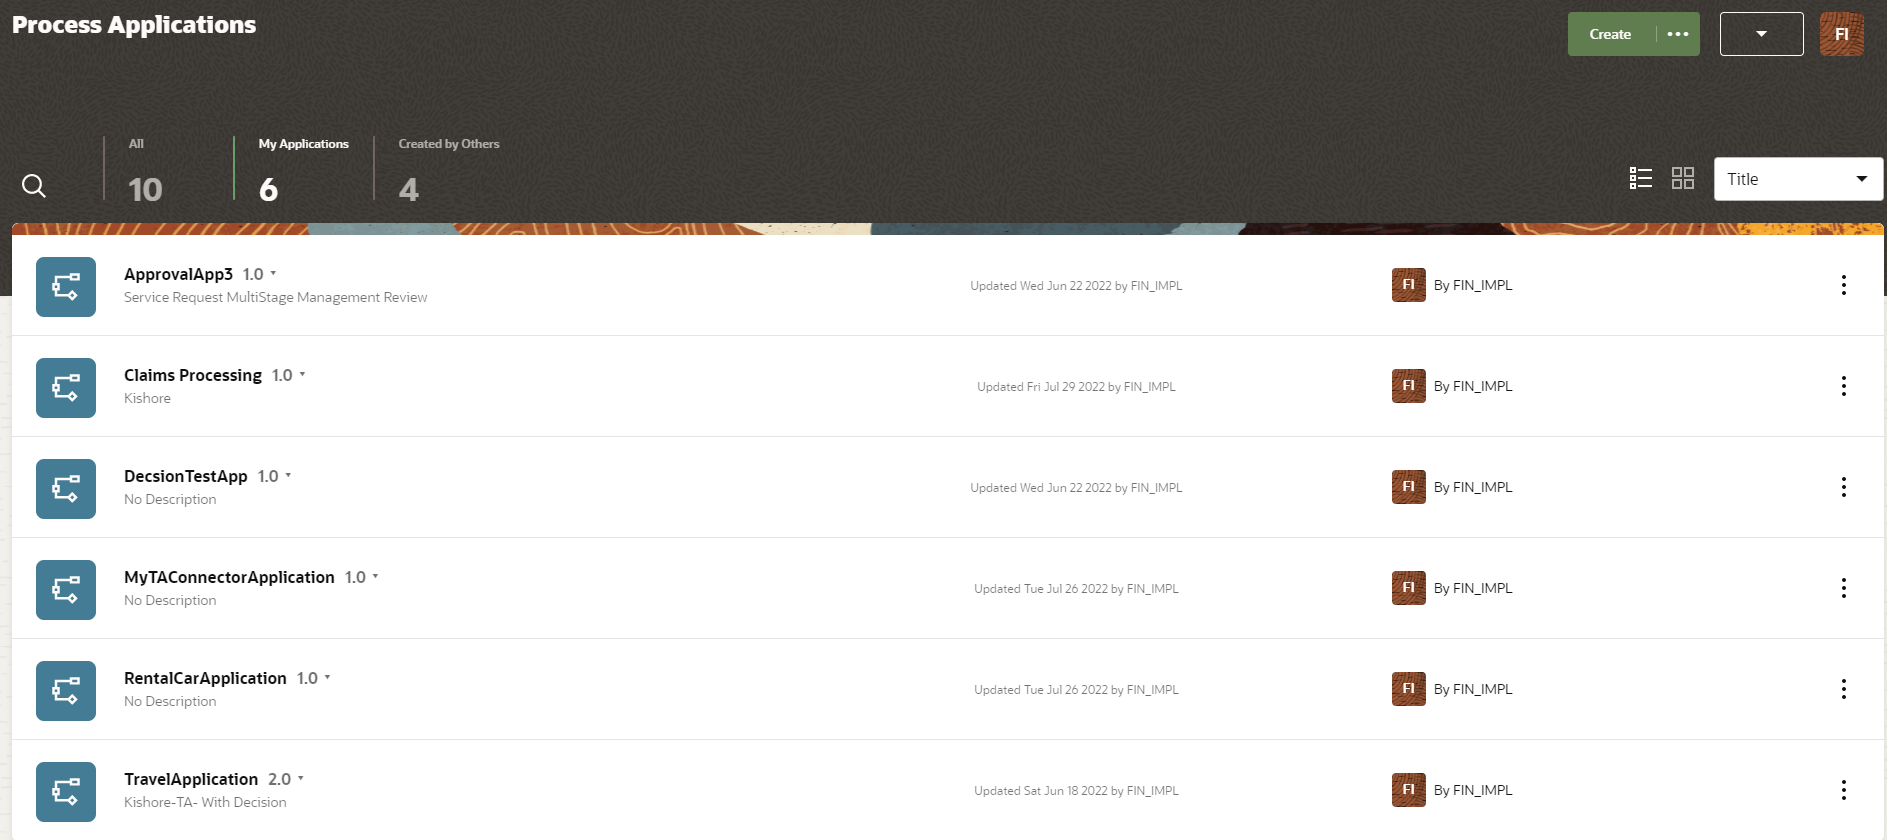 Process Applications
Create
FI
All
My Applications
Created by Others
10
6
4
Title
ApprovalApp3 1.0
Service Request MultiStage Management Review
Updated Wed Jun 22 2022 by FIN_IMPL
FI
By FIN_IMPL
Claims Processing 1.0
Kishore
Updated Fri Jul 29 2022 by FIN_IMPL
FI
By FIN_IMPL
DecsionTestApp 1.0
No Description
Updated Wed Jun 22 2022 by FIN_IMPL
FI
By FIN_IMPL
MyTAConnectorApplication 1.0
No Description
Updated Tue Jul 26 2022 by FIN_IMPL
FI
By FIN_IMPL
RentalCarApplication 1.0
No Description
Updated Tue Jul 26 2022 by FIN_IMPL
FI
By FIN_IMPL
TravelApplication 2.0
Kishore-TA- With Decision
Updated Sat Jun 18 2022 by FIN_IMPL
FI
By FIN_IMPL